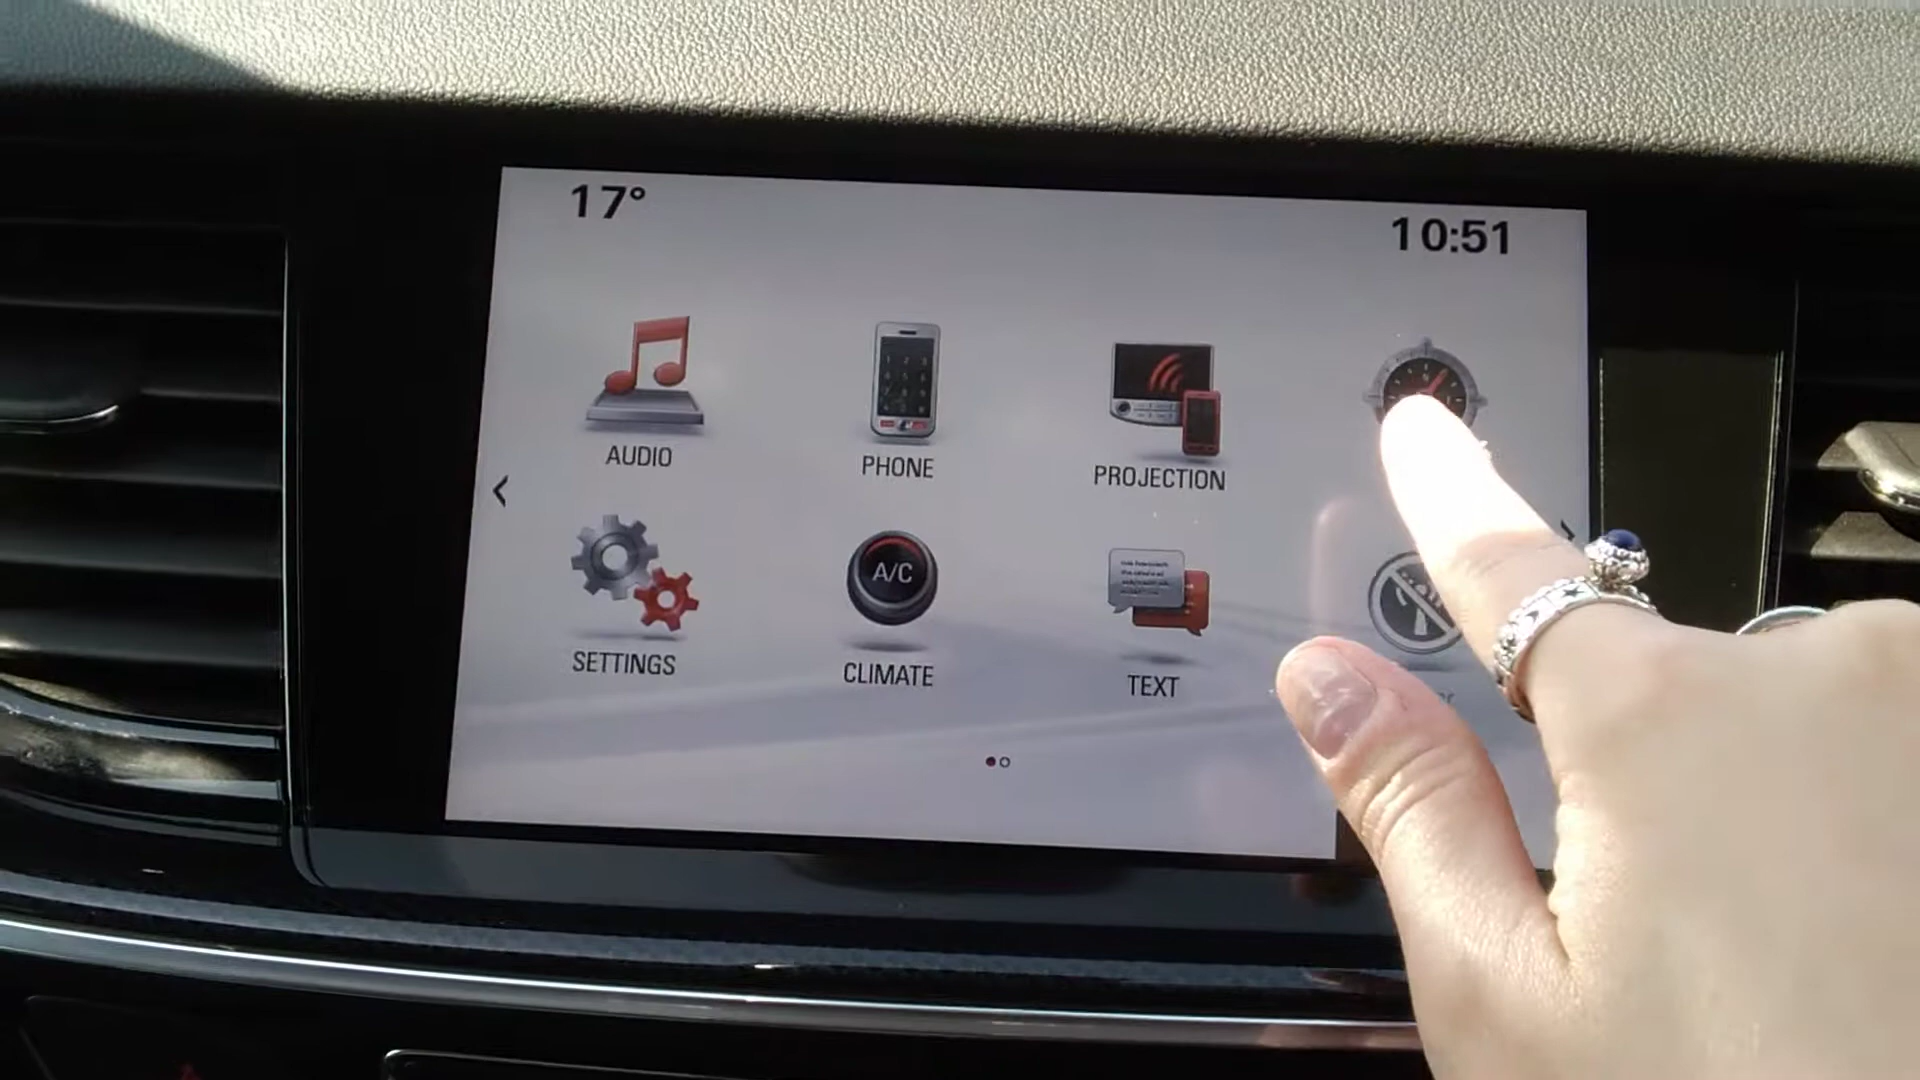 17°
10:51
AUDIO
PHONE
PROJECTION
SETTINGS
A/C
CLIMATE
TEXT